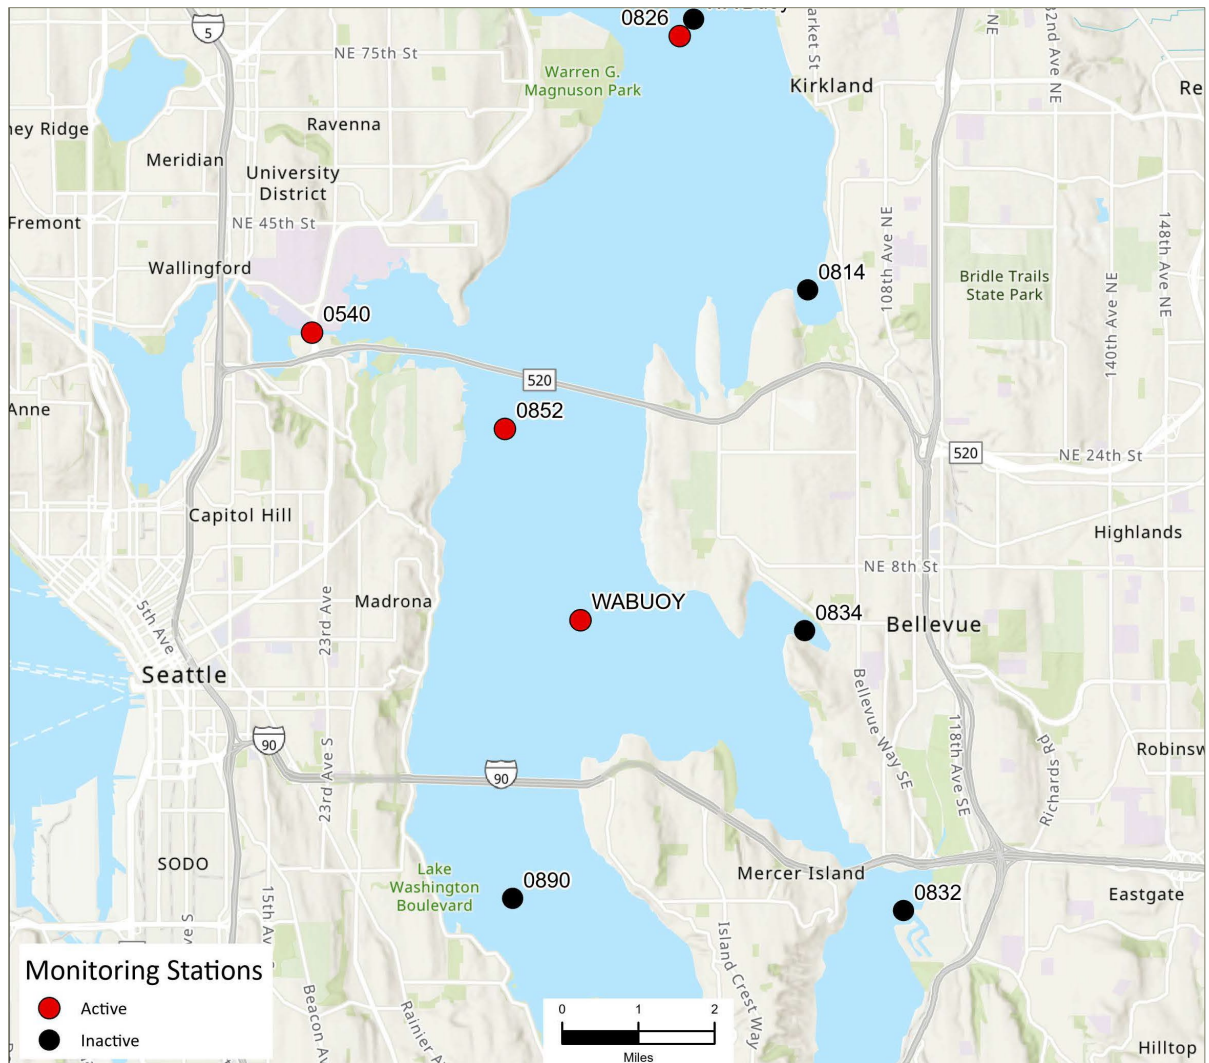 0826
5
NE 75th St
Warren G.
Magnuson Park
Kirkland
NE
Re
ney Ridge
Ravenna
Meridian
University
District
Fremont
NE 45th St
108th Ave NE
148th Ave NE
Wallingford
0814
Bridle Trails
State Park
140th Ave NE
0540
520
Anne
0852
520
NE 24th St
Capitol Hill
Highlands
NE 8th St
5th Ave
23rd Ave
Madrona
WABUOY
0834
Bellevue
Seattle
Bellevue Way SE
118th Ave SE
90
23rd Ave S
90
Richards Rd
Robinsw
SODO
Lake
Washington
Boulevard
0890
Mercer Island
0832
Eastgate
15th Av
ve S
Island Crest Way
Monitoring Stations
Active
Inactive
Beacon Av
Rainier A
0 1 2
Miles
Hilltop